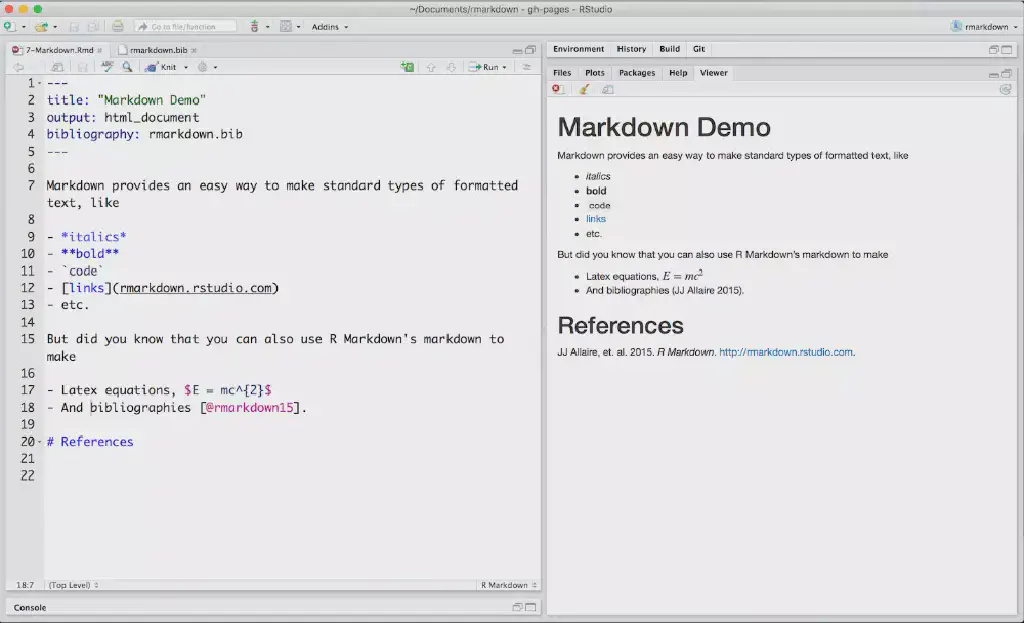 ~/Documents/rmarkdown - gh-pages - RStudio
Go to file/function
Addins
rmarkdown
7-Markdown.Rmd
rmarkdown.bib
Knit
Run
1 ---
2 title: "Markdown Demo"
3 output: html_document
4 bibliography: rmarkdown.bib
5 ---
6
7 Markdown provides an easy way to make standard types of formatted
text, like
8
9 - *italics*
10 - **bold**
11 - `code`
12 - [links](rmarkdown.rstudio.com)
13 - etc.
14
15 But did you know that you can also use R Markdown's markdown to
make
16
17 - Latex equations, $E = mc^{2}$
18 - And bibliographies [@rmarkdown15].
19
20 # References
21
22
18:7 (Top Level)
R Markdown
Console
Environment History Build Git
Files Plots Packages Help Viewer
Markdown Demo
Markdown provides an easy way to make standard types of formatted text, like
• italics
• bold
• code
• links
• etc.
But did you know that you can also use R Markdown's markdown to make
• Latex equations, E = mc²
• And bibliographies (JJ Allaire 2015).
References
JJ Allaire, et. al. 2015. R Markdown. http://rmarkdown.rstudio.com.